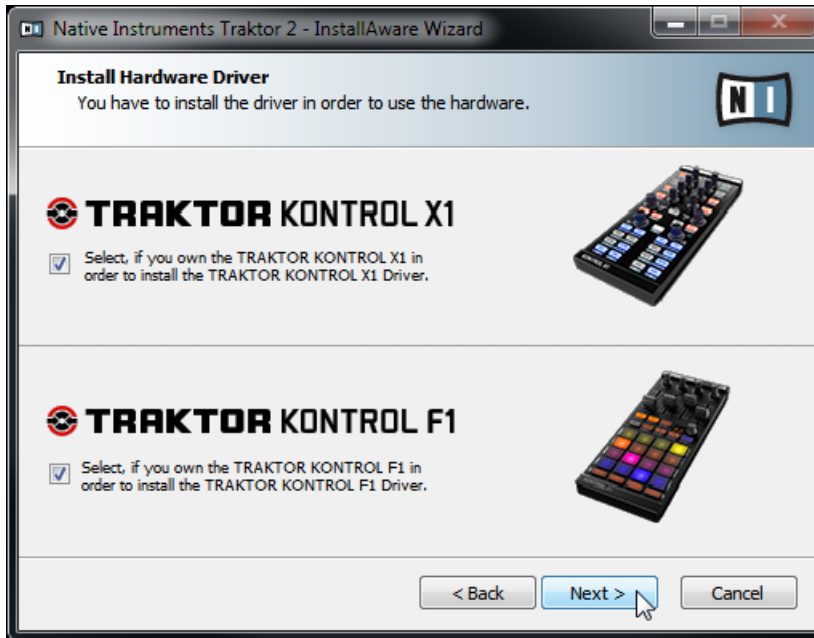 Native Instruments Traktor 2 - InstallAware Wizard
Install Hardware Driver
You have to install the driver in order to use the hardware.
NI
TRAKTOR KONTROL X1
Select, if you own the TRAKTOR KONTROL X1 in
order to install the TRAKTOR KONTROL X1 Driver.
TRAKTOR KONTROL F1
Select, if you own the TRAKTOR KONTROL F1 in
order to install the TRAKTOR KONTROL F1 Driver.
< Back
Next >
Cancel